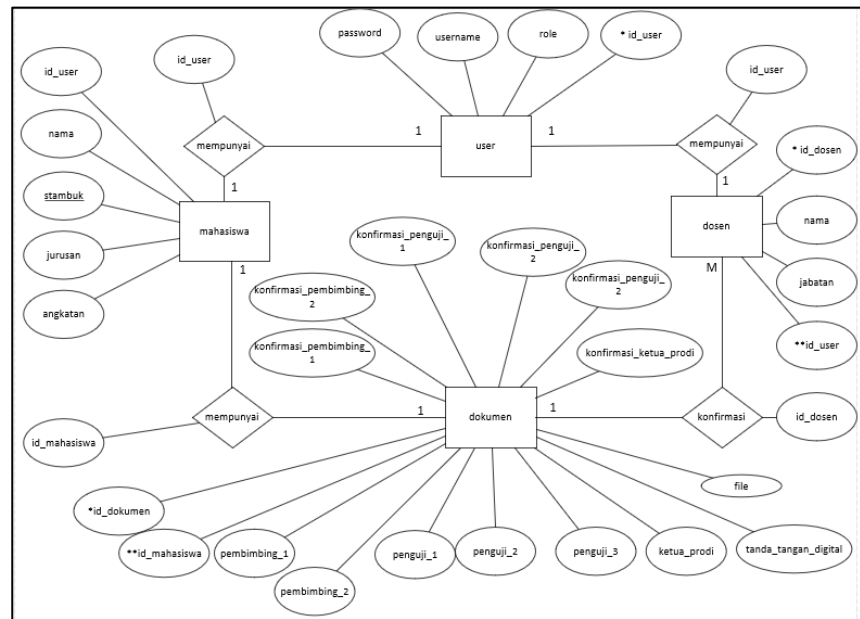 password
username
role
* id_user
id_user
id_user
id_user
mempunyai
1
user
1
mempunyai
* id_dosen
nama
1
1
stambuk
mahasiswa
dosen
nama
konfirmasi_penguji_
1
konfirmasi_penguji_
2
jurusan
1
M
jabatan
konfirmasi_pembimbing_
2
konfirmasi_penguji_
2
angkatan
**id_user
konfirmasi_pembimbing_
1
konfirmasi_ketua_prodi
mempunyai
1
dokumen
1
konfirmasi
id_dosen
id_mahasiswa
file
*id_dokumen
**id_mahasiswa
pembimbing_1
penguji_1
penguji_2
penguji_3
ketua_prodi
tanda_tangan_digital
pembimbing_2